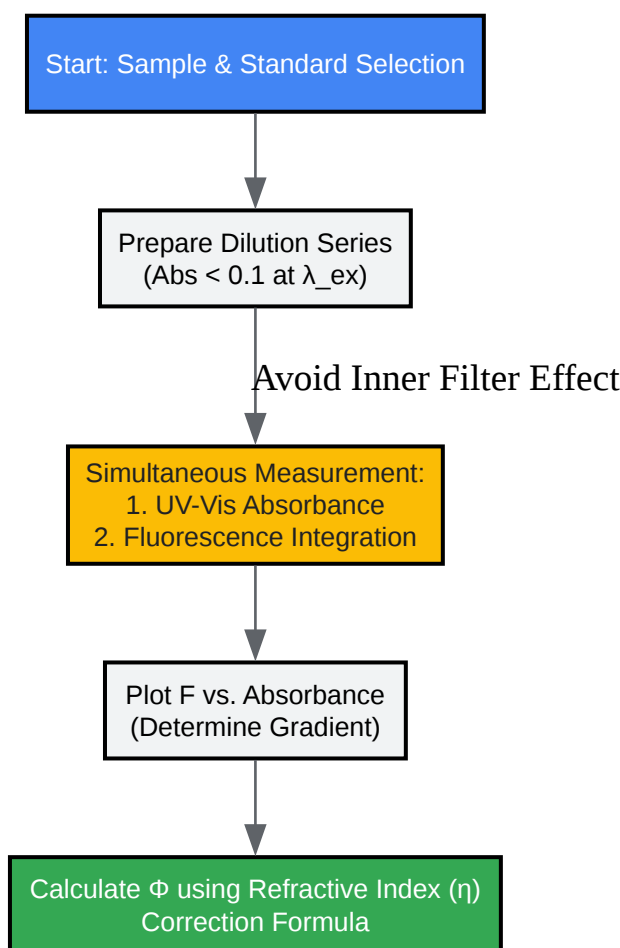 Start: Sample & Standard Selection
Prepare Dilution Series
(Abs < 0.1 at λ_ex)
Avoid Inner Filter Effect
Simultaneous Measurement:
1. UV-Vis Absorbance
2. Fluorescence Integration
Plot F vs. Absorbance
(Determine Gradient)
Calculate Φ using Refractive Index (η)
Correction Formula